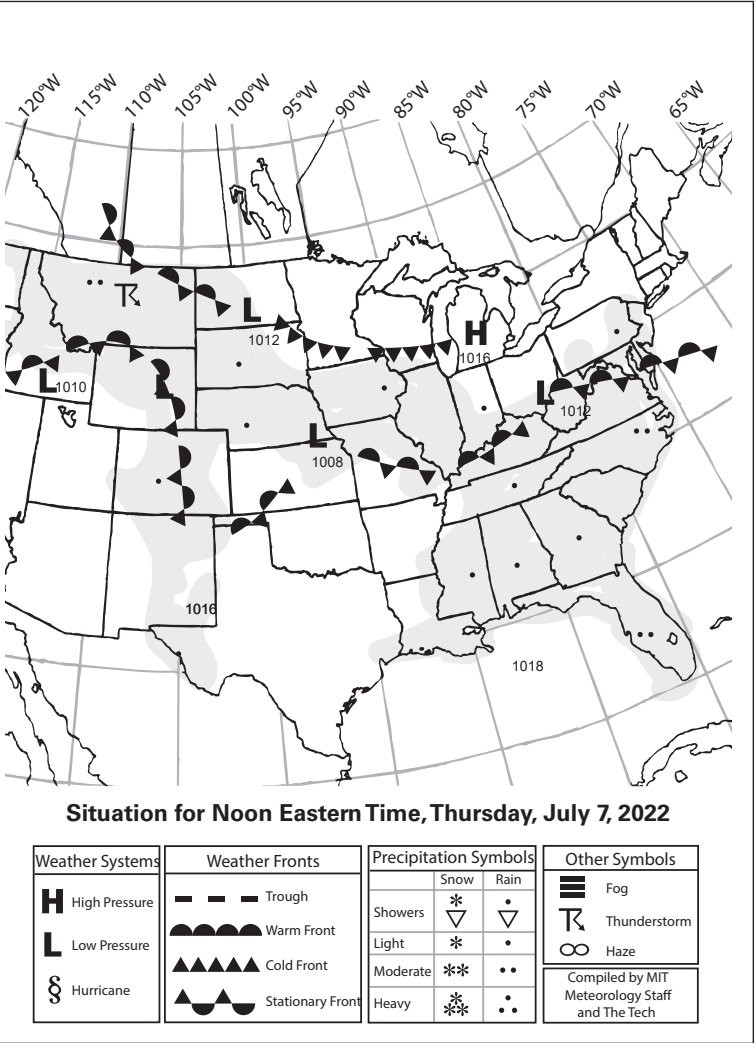 120°W 115°W 110°W 105°W 100°W 95°W 90°W 85°W 80°W 75°W 70°W 65°W
L
1012
H
1016
L 1010
L
L
1012
L
1008
1016
1018
Situation for Noon Eastern Time, Thursday, July 7, 2022
Weather Systems
H High Pressure
L Low Pressure
§ Hurricane
Weather Fronts
Trough
Warm Front
Cold Front
Stationary Front
Precipitation Symbols
Snow Rain
Showers
Light
Moderate
Heavy
Other Symbols
Fog
Thunderstorm
Haze
Compiled by MIT
Meteorology Staff
and The Tech